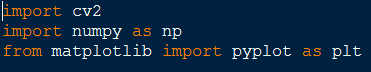 import cv2
import numpy as np
from matplotlib import pyplot as plt